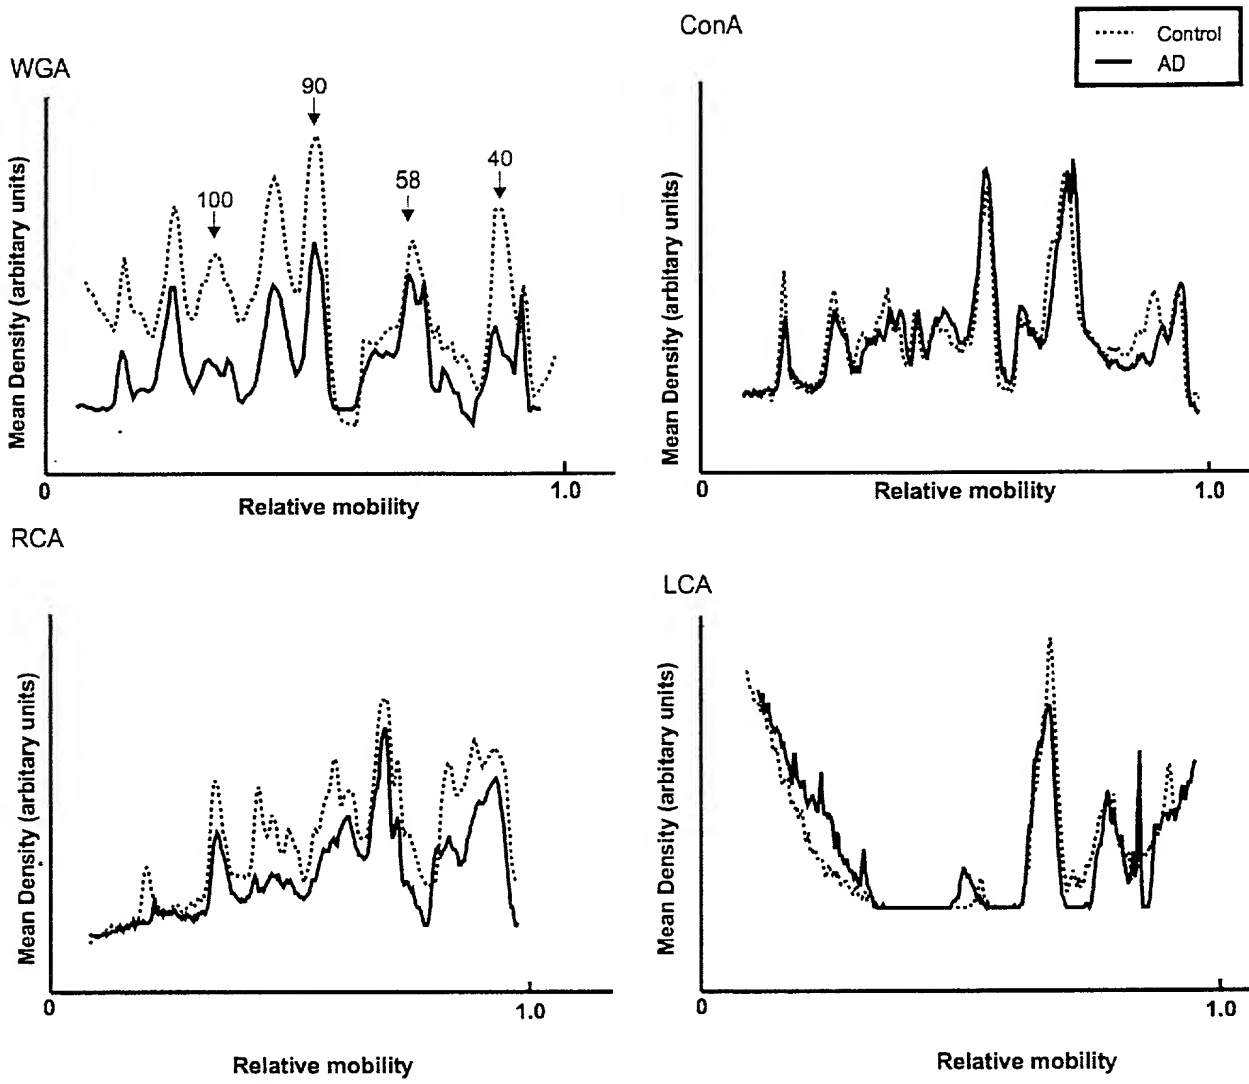 ConA
Control
AD
WGA
90
40
58
100
Mean Density (arbitary units)
Mean Density (arbitary units)
0
1.0
Relative mobility
0
1.0
Relative mobility
RCA
LCA
Mean Density (arbitary units)
Mean Density (arbitary units)
0
1.0
Relative mobility
0
1.0
Relative mobility